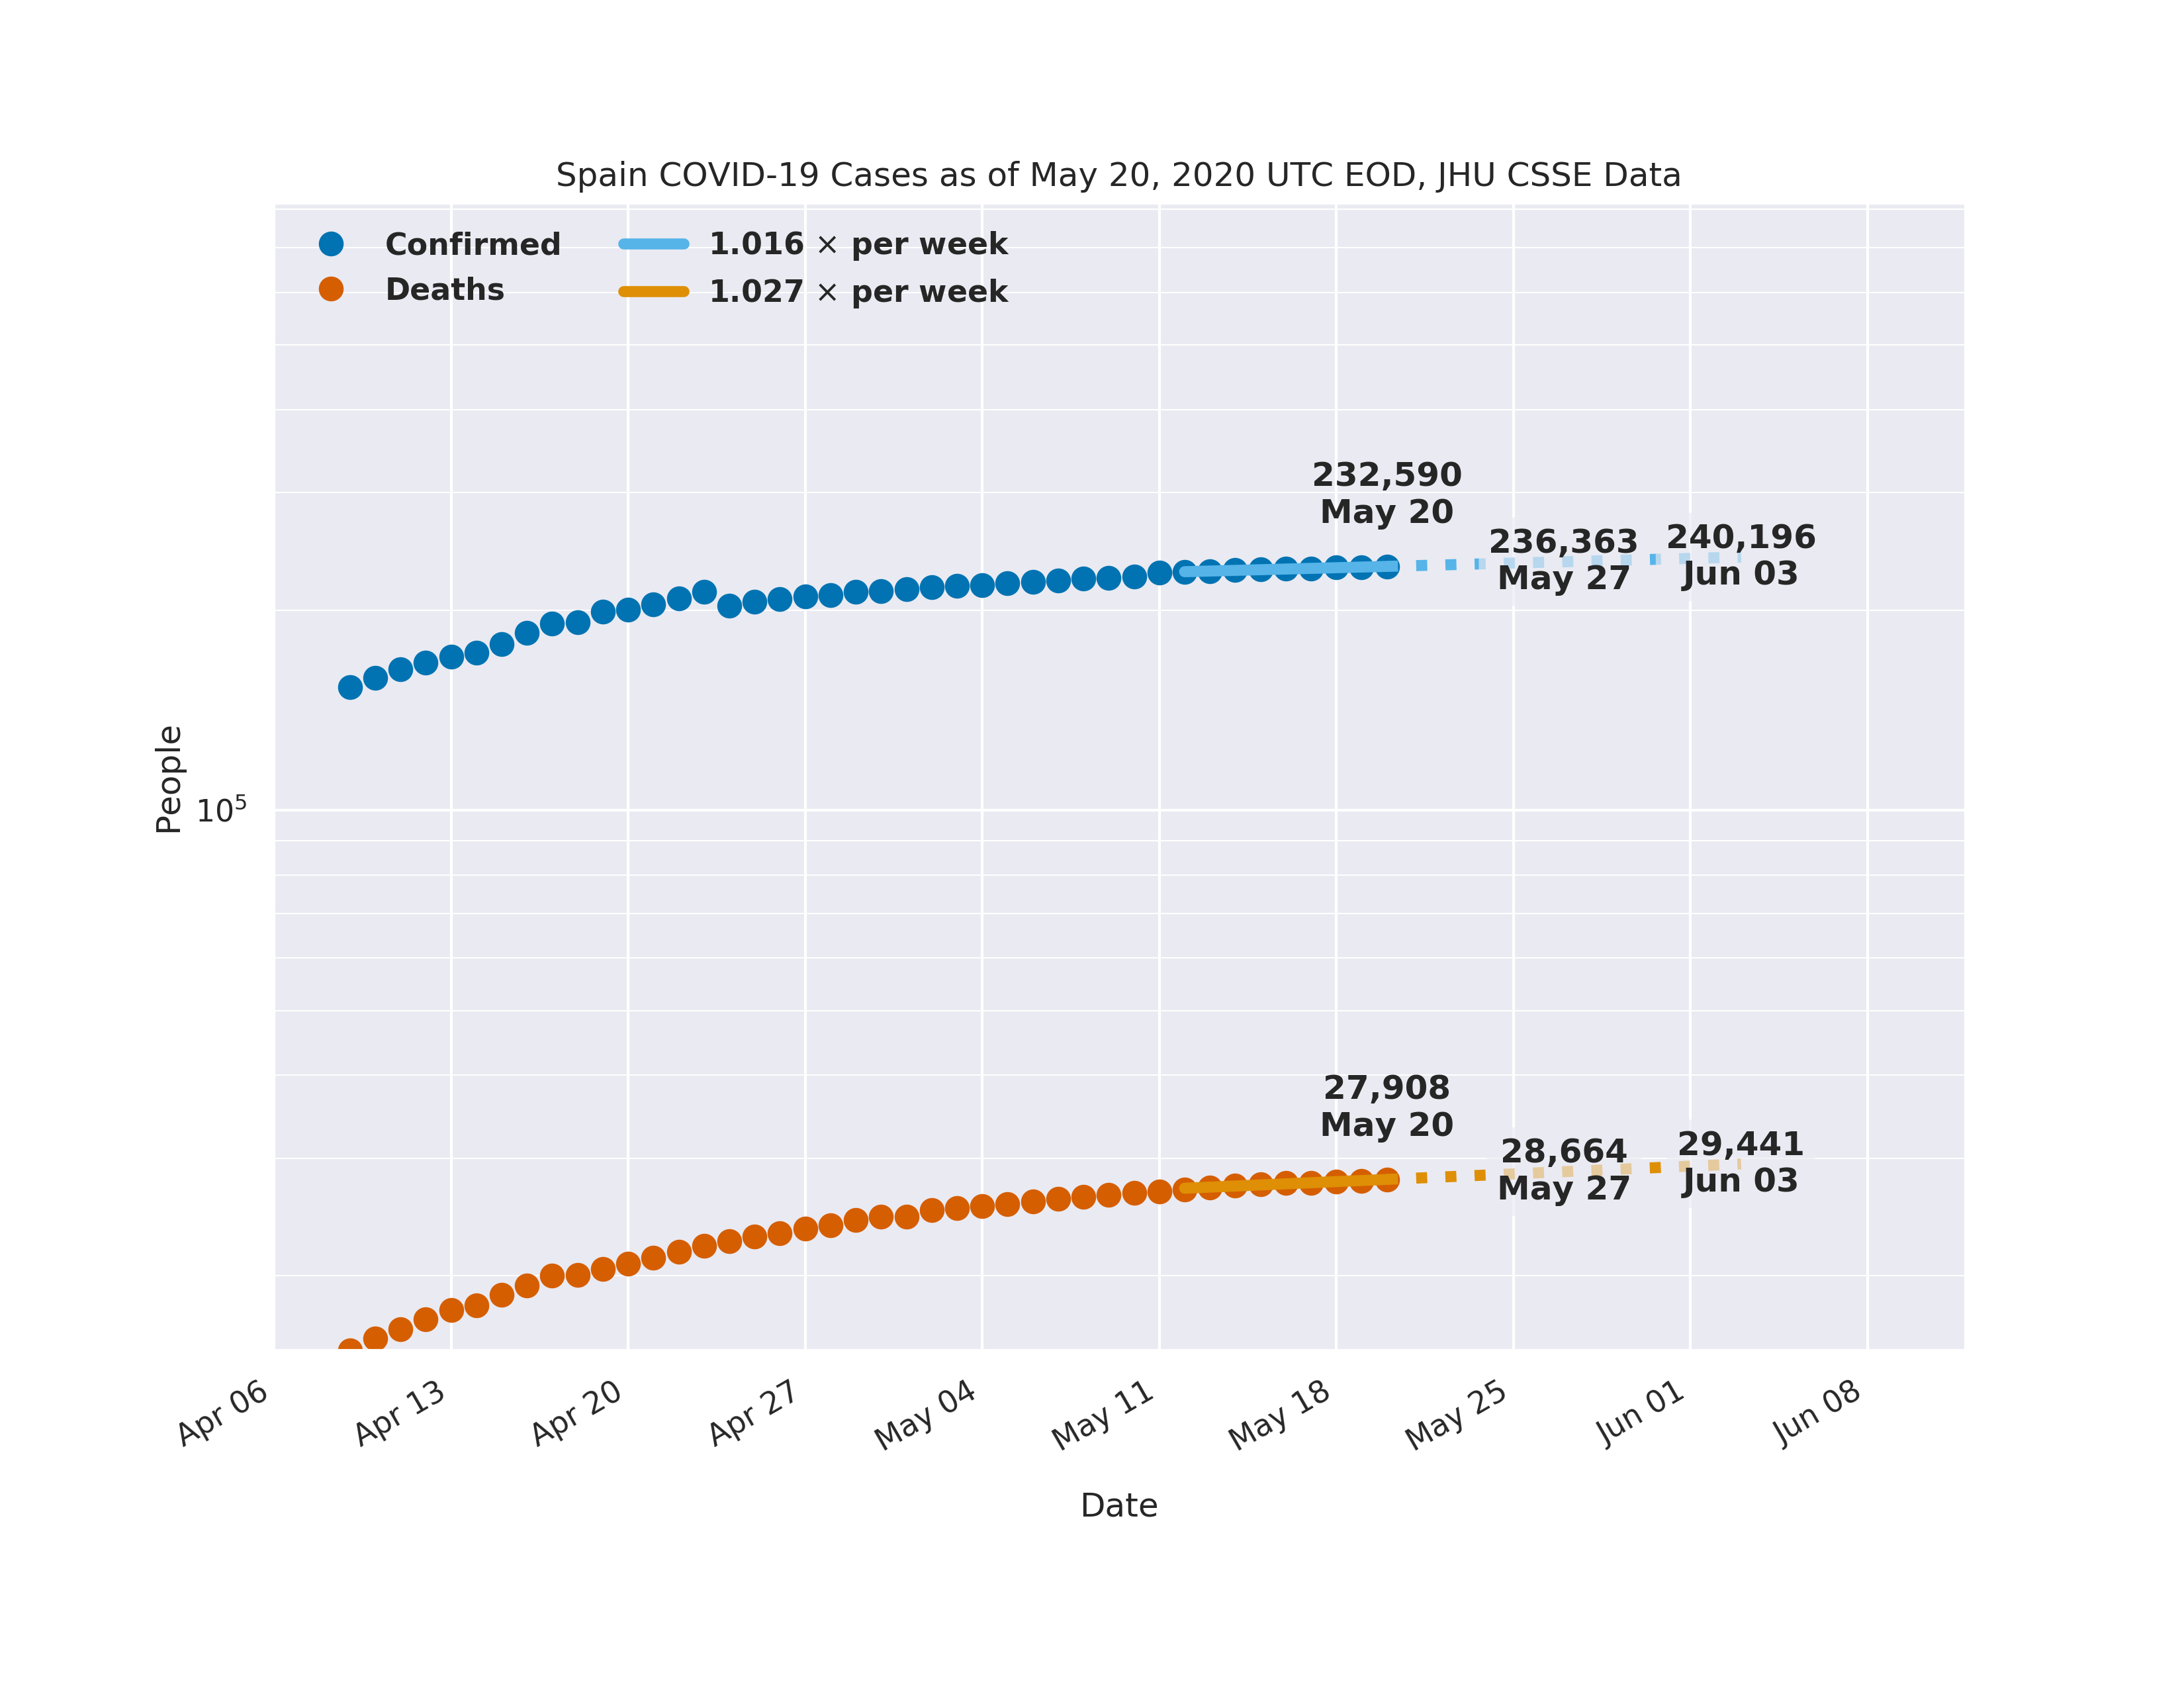 Spain COVID-19 Cases as of May 20, 2020 UTC EOD, JHU CSSE Data
Confirmed
Deaths
1.016 × per week
1.027 × per week
232,590
May 20
236,363
May 27
240,196
Jun 03
People
10⁵
27,908
May 20
28,664
May 27
29,441
Jun 03
Apr 06
Apr 13
Apr 20
Apr 27
May 04
May 11
May 18
May 25
Jun 01
Jun 08
Date